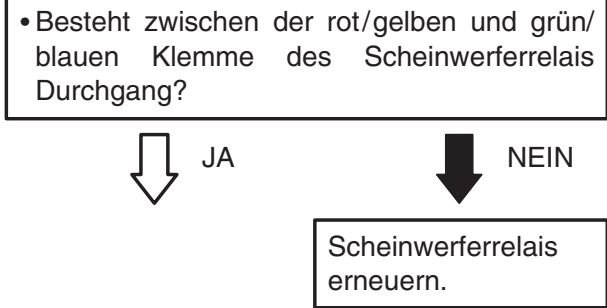 • Besteht zwischen der rot/gelben und grün/
blauen Klemme des Scheinwerferrelais
Durchgang?
JA
NEIN
Scheinwerferrelais
erneuern.